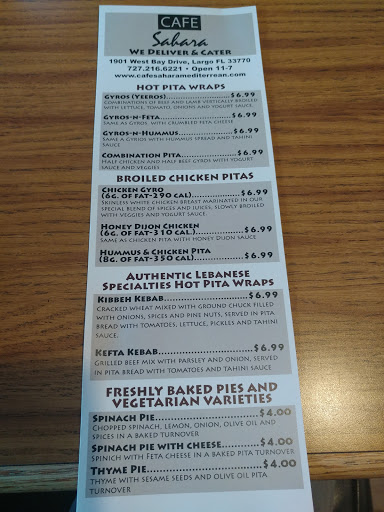 CAFE
Sahara
WE DELIVER & CATER
1901 West Bay Drive, Largo FL 33770
727.216.6221 • Open 11-7
www.cafesaharamediterrean.com
HOT PITA WRAPS
GYROS (YEEROS)....................$6.99
COMBINATIONS OF BEEF AND LAMB VERTICALLY BROILED
WITH LETTUCE, TOMATO, ONIONS AND YOGURT SAUCE.
GYROS-N-FETA.........................$6.99
SAME AS GYROS, WITH CRUMBLED FETA CHEESE
GYROS-N-HUMMUS....................$6.99
SAME A GYROS WITH HUMMUS SPREAD AND TAHINI
SAUCE
COMBINATION PITA....................$6.99
HALF CHICKEN AND HALF BEEF GYROS WITH YOGURT
SAUCE AND VEGGIES
BROILED CHICKEN PITAS
CHICKEN GYRO
(6G. OF FAT-290 CAL)...............$6.99
SKINLESS WHITE CHICKEN BREAST MARINATED IN OUR
SPECIAL BLEND OF SPICES AND JUICES, SLOWLY BROILED
WITH VEGGIES AND YOGURT SAUCE.
HONEY DIJON CHICKEN
(6G. OF FAT-310 CAL.)...............$6.99
SAME AS CHICKEN PITA WITH HONEY DIJON SAUCE
HUMMUS & CHICKEN PITA
(8G. OF FAT-350 CAL)...............$6.99
AUTHENTIC LEBANESE
SPECIALTIES HOT PITA WRAPS
KIBBEH KEBAB.....................$6.99
CRACKED WHEAT MIXED WITH GROUND CHUCK FILLED
WITH ONIONS, SPICES AND PINES NUTS, SERVED IN PITA
BREAD WITH TOMATOES, LETTUCE, PICKLES AND TAHINI
SAUCE.
KEFTA KEBAB.......................$6.99
GRILLED BEEF MIX WITH PARSLEY AND ONION, SERVED
IN PITA BREAD WITH TOMATOES AND TAHINI SAUCE
FRESHLY BAKED PIES AND
VEGETARIAN VARIETIES
SPINACH PIE.........................$4.00
CHOPPED SPINACH, LEMON, ONION, OLIVE OIL AND
SPICES IN A BAKED TURNOVER
SPINACH PIE WITH CHEESE.........$4.00
SPINICH WITH FETA CHEESE IN A BAKED PITA TURNOVER
THYME PIE...........................$4.00
THYME WITH SESAME SEEDS AND OLIVE OIL PITA
TURNOVER